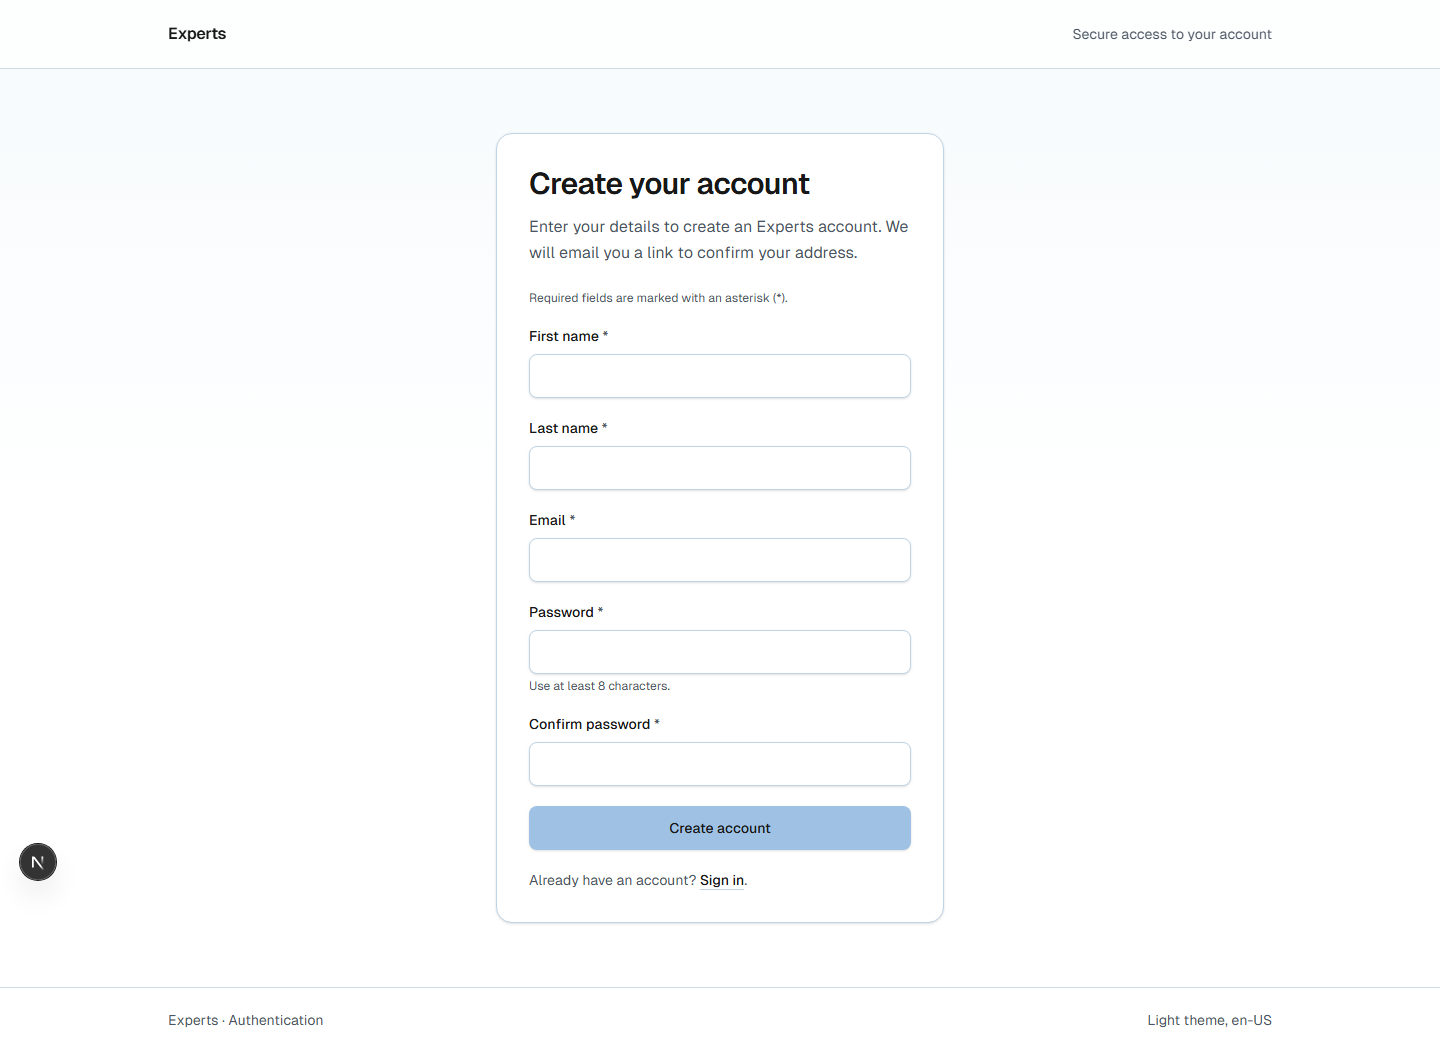 Experts
Secure access to your account
Create your account
Enter your details to create an Experts account. We
will email you a link to confirm your address.
Required fields are marked with an asterisk (*).
First name *
Last name *
Email *
Password *
Use at least 8 characters.
Confirm password *
Create account
Already have an account? Sign in.
N
Experts · Authentication
Light theme, en-US